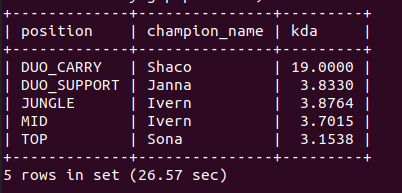 +-------------+---------------+---------+
| position    | champion_name | kda     |
+-------------+---------------+---------+
| DUO_CARRY   | Shaco         | 19.0000 |
| DUO_SUPPORT | Janna         |  3.8330 |
| JUNGLE      | Ivern         |  3.8764 |
| MID         | Ivern         |  3.7015 |
| TOP         | Sona          |  3.1538 |
+-------------+---------------+---------+
5 rows in set (26.57 sec)